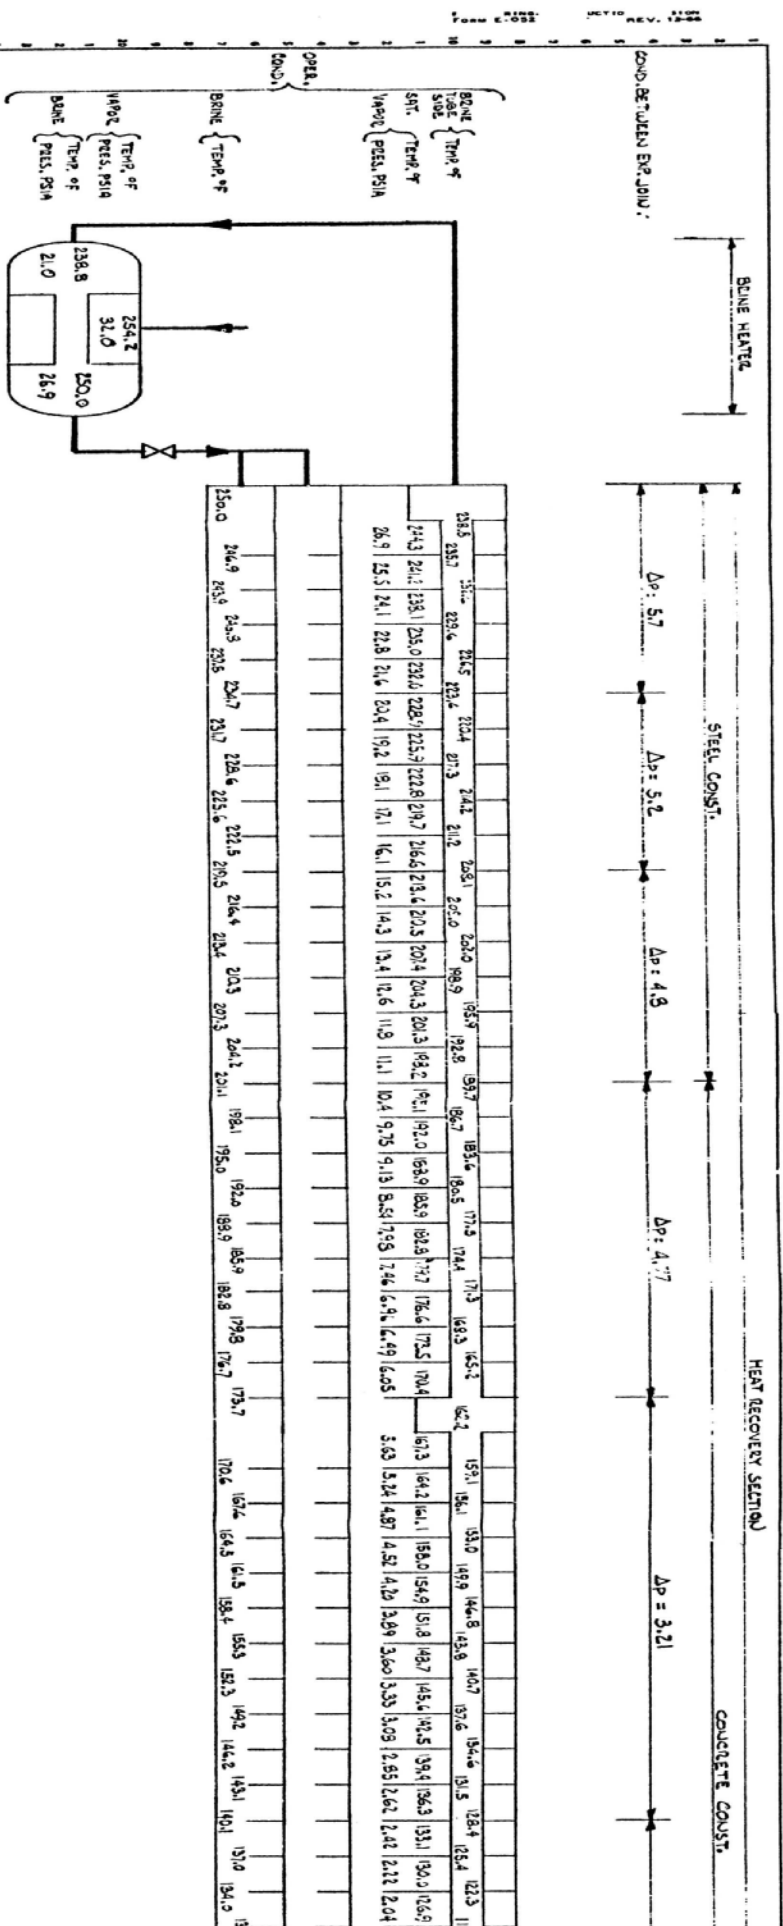 FORM E-052
REV. 12-66
BRINE HEATER
HEAT RECOVERY SECTION
STEEL CONST.
CONCRETE CONST.
COND. BETWEEN EXP. JOIN
Δp: 5.7
Δp= 5.2
Δp: 4.8
Δp: 4.77
Δp = 3.21
OPER. COND.
BRINE TUBE SIDE { TEMP. °F
238.8 235.7 229.6 226.5 223.4 220.4 217.3 214.2 211.2 208.1 205.0 202.0 198.9 195.9 192.8 189.7 186.7 183.6 180.5 177.5 174.4 171.3 168.3 165.2 162.2 159.1 156.1 153.0 149.9 146.8 143.8 140.7 137.6 134.6 131.5 128.4 125.4 122.3
SAT. VAPOR { TEMP. °F
244.3 241.2 238.1 235.0 232.0 228.9 225.9 222.8 219.7 216.6 213.6 210.5 207.4 204.3 201.3 198.2 195.1 192.0 188.9 185.9 182.8 179.7 176.6 173.5 170.4 167.3 164.2 161.1 158.0 154.9 151.8 148.7 145.6 142.5 139.4 136.3 133.1 130.0 126.9
PRES. PSIA
26.9 25.5 24.1 22.8 21.6 20.4 19.2 18.1 17.1 16.1 15.2 14.3 13.4 12.6 11.8 11.1 10.4 9.75 9.13 8.54 7.98 7.46 6.96 6.49 6.05 5.63 5.24 4.87 4.52 4.20 3.89 3.60 3.33 3.08 2.85 2.62 2.42 2.22 2.04
BRINE { TEMP. °F
250.0 246.9 243.9 237.8 234.7 231.7 228.6 225.6 222.5 219.5 216.4 213.4 210.3 207.3 204.2 201.1 198.1 195.0 192.0 188.9 185.9 182.8 179.8 176.7 173.7 170.6 167.6 164.5 161.5 158.4 155.3 152.3 149.2 146.2 143.1 140.1 137.0 134.0
VAPOR { TEMP. °F
254.2
PRES. PSIA
32.0
BRINE { TEMP. °F
238.8 250.0
PRES. PSIA
21.0 26.9